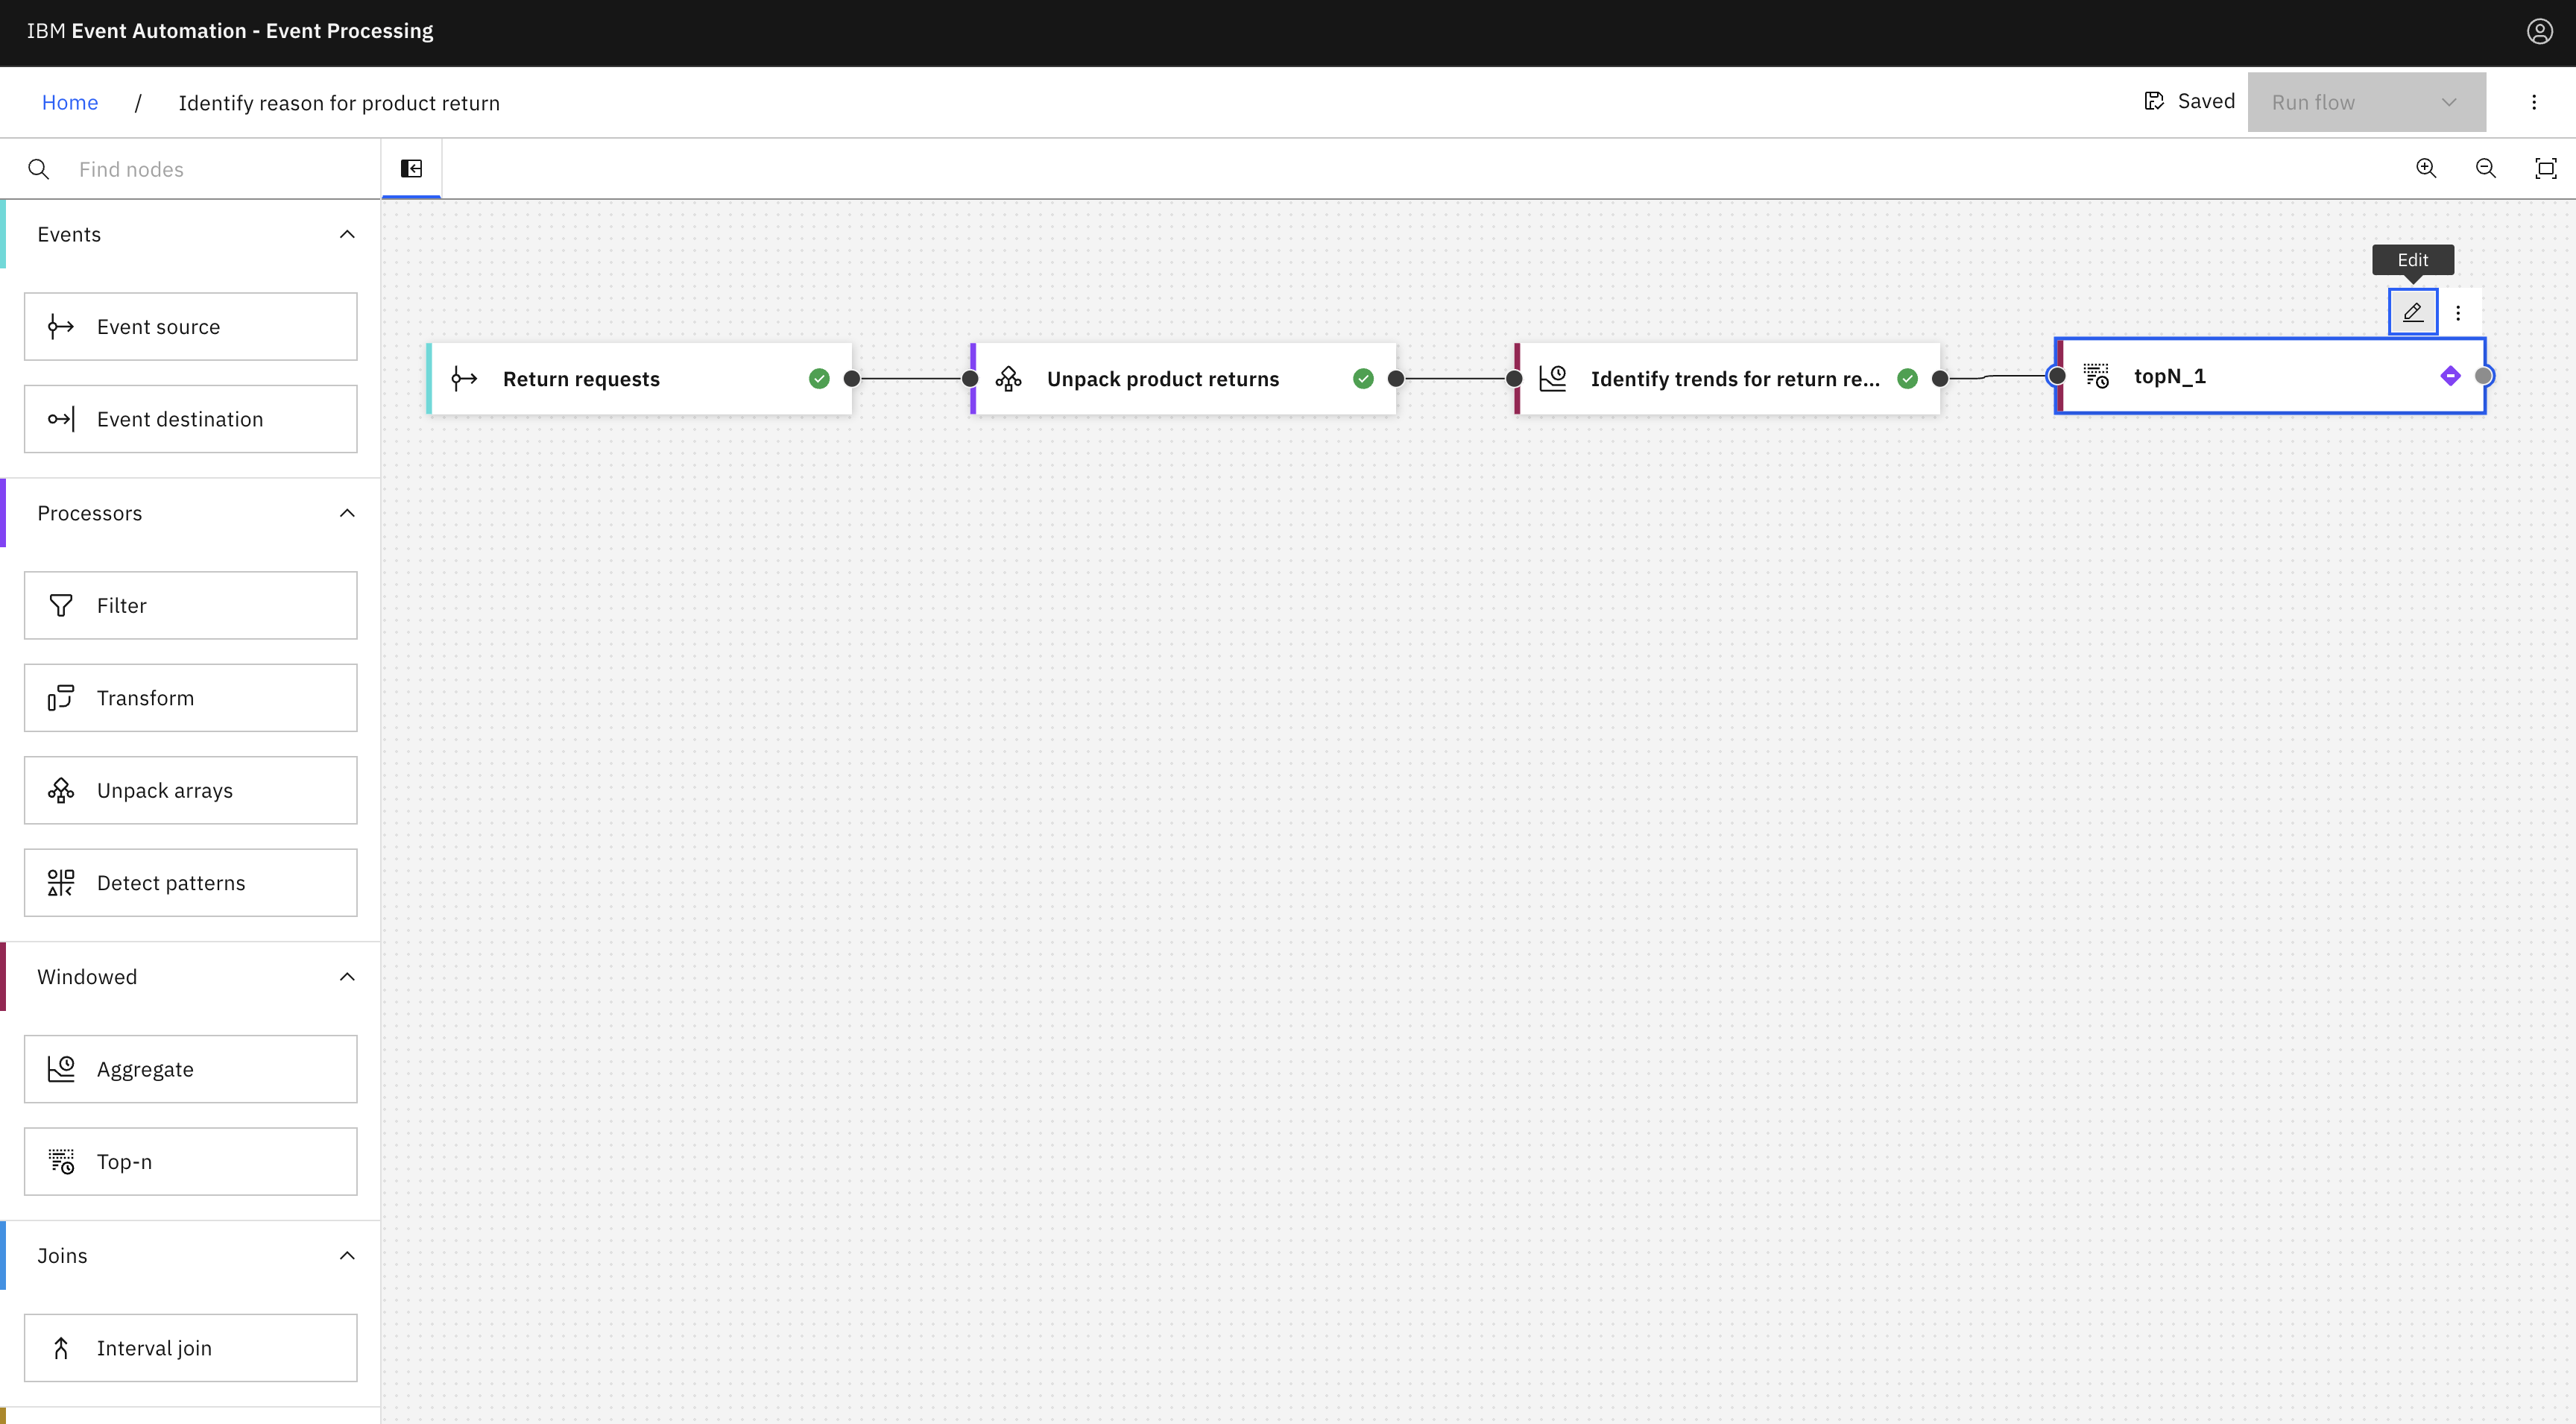 IBM Event Automation - Event Processing
Home / Identify reason for product return
Saved
Run flow
Find nodes
Events
Event source
Event destination
Processors
Filter
Transform
Unpack arrays
Detect patterns
Windowed
Aggregate
Top-n
Joins
Interval join
Edit
Return requests
Unpack product returns
Identify trends for return re...
topN_1